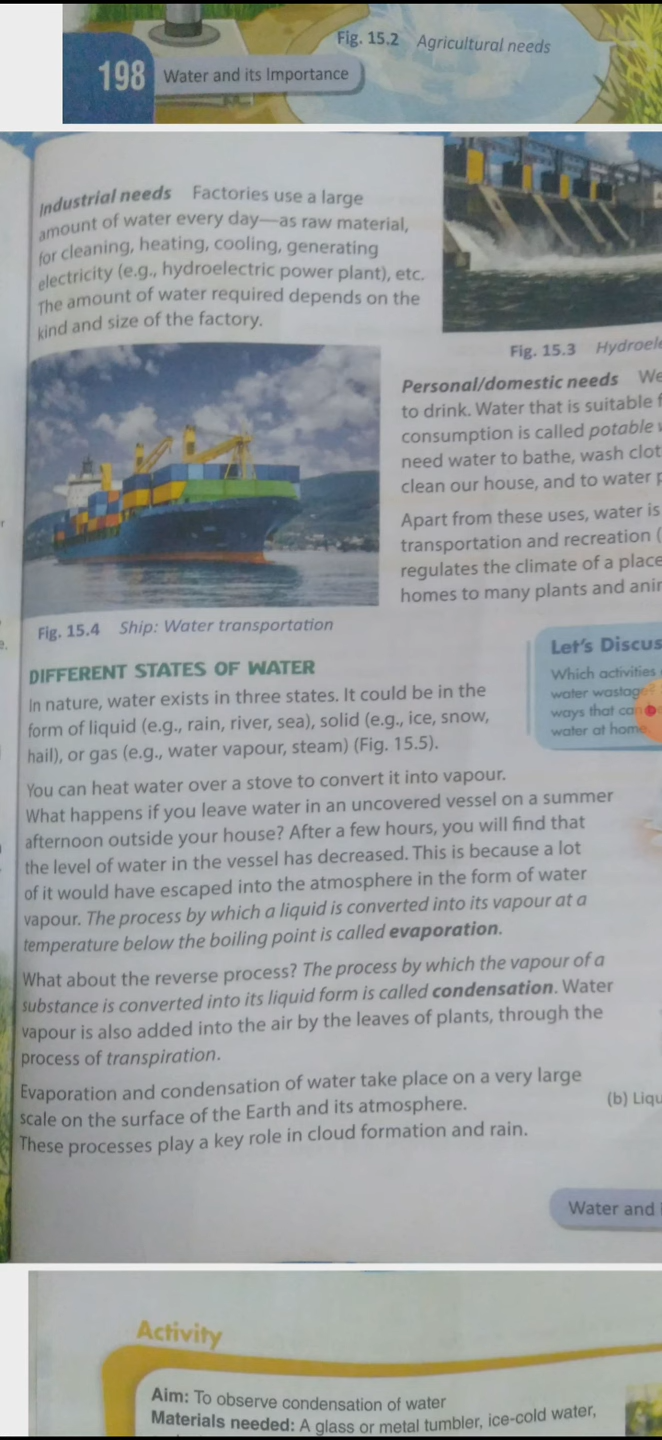 Fig. 15.2 Agricultural needs
198 Water and its Importance
Industrial needs Factories use a large
amount of water every day—as raw material,
for cleaning, heating, cooling, generating
electricity (e.g., hydroelectric power plant), etc.
The amount of water required depends on the
kind and size of the factory.
Fig. 15.3
Personal/domestic needs We
to drink. Water that is suitable
consumption is called potable
need water to bathe, wash
clean our house, and to water
Apart from these uses, water is
transportation and recreation
regulates the climate of a place
homes to many plants and
Fig. 15.4 Ship: Water transportation
Let's
Which activities
water wastage?
ways that can
water at home.
DIFFERENT STATES OF WATER
In nature, water exists in three states. It could be in the
form of liquid (e.g., rain, river, sea), solid (e.g., ice, snow,
hail), or gas (e.g., water vapour, steam) (Fig. 15.5).
You can heat water over a stove to convert it into vapour.
What happens if you leave water in an uncovered vessel on a summer
afternoon outside your house? After a few hours, you will find that
the level of water in the vessel has decreased. This is because a lot
of it would have escaped into the atmosphere in the form of water
vapour. The process by which a liquid is converted into its vapour at a
temperature below the boiling point is called evaporation.
What about the reverse process? The process by which the vapour of a
substance is converted into its liquid form is called condensation. Water
vapour is also added into the air by the leaves of plants, through the
process of transpiration.
Evaporation and condensation of water take place on a very large
scale on the surface of the Earth and its atmosphere.
(b)
These processes play a key role in cloud formation and rain.
Water and
Activity
Aim: To observe condensation of water
Materials needed: A glass or metal tumbler, ice-cold water,